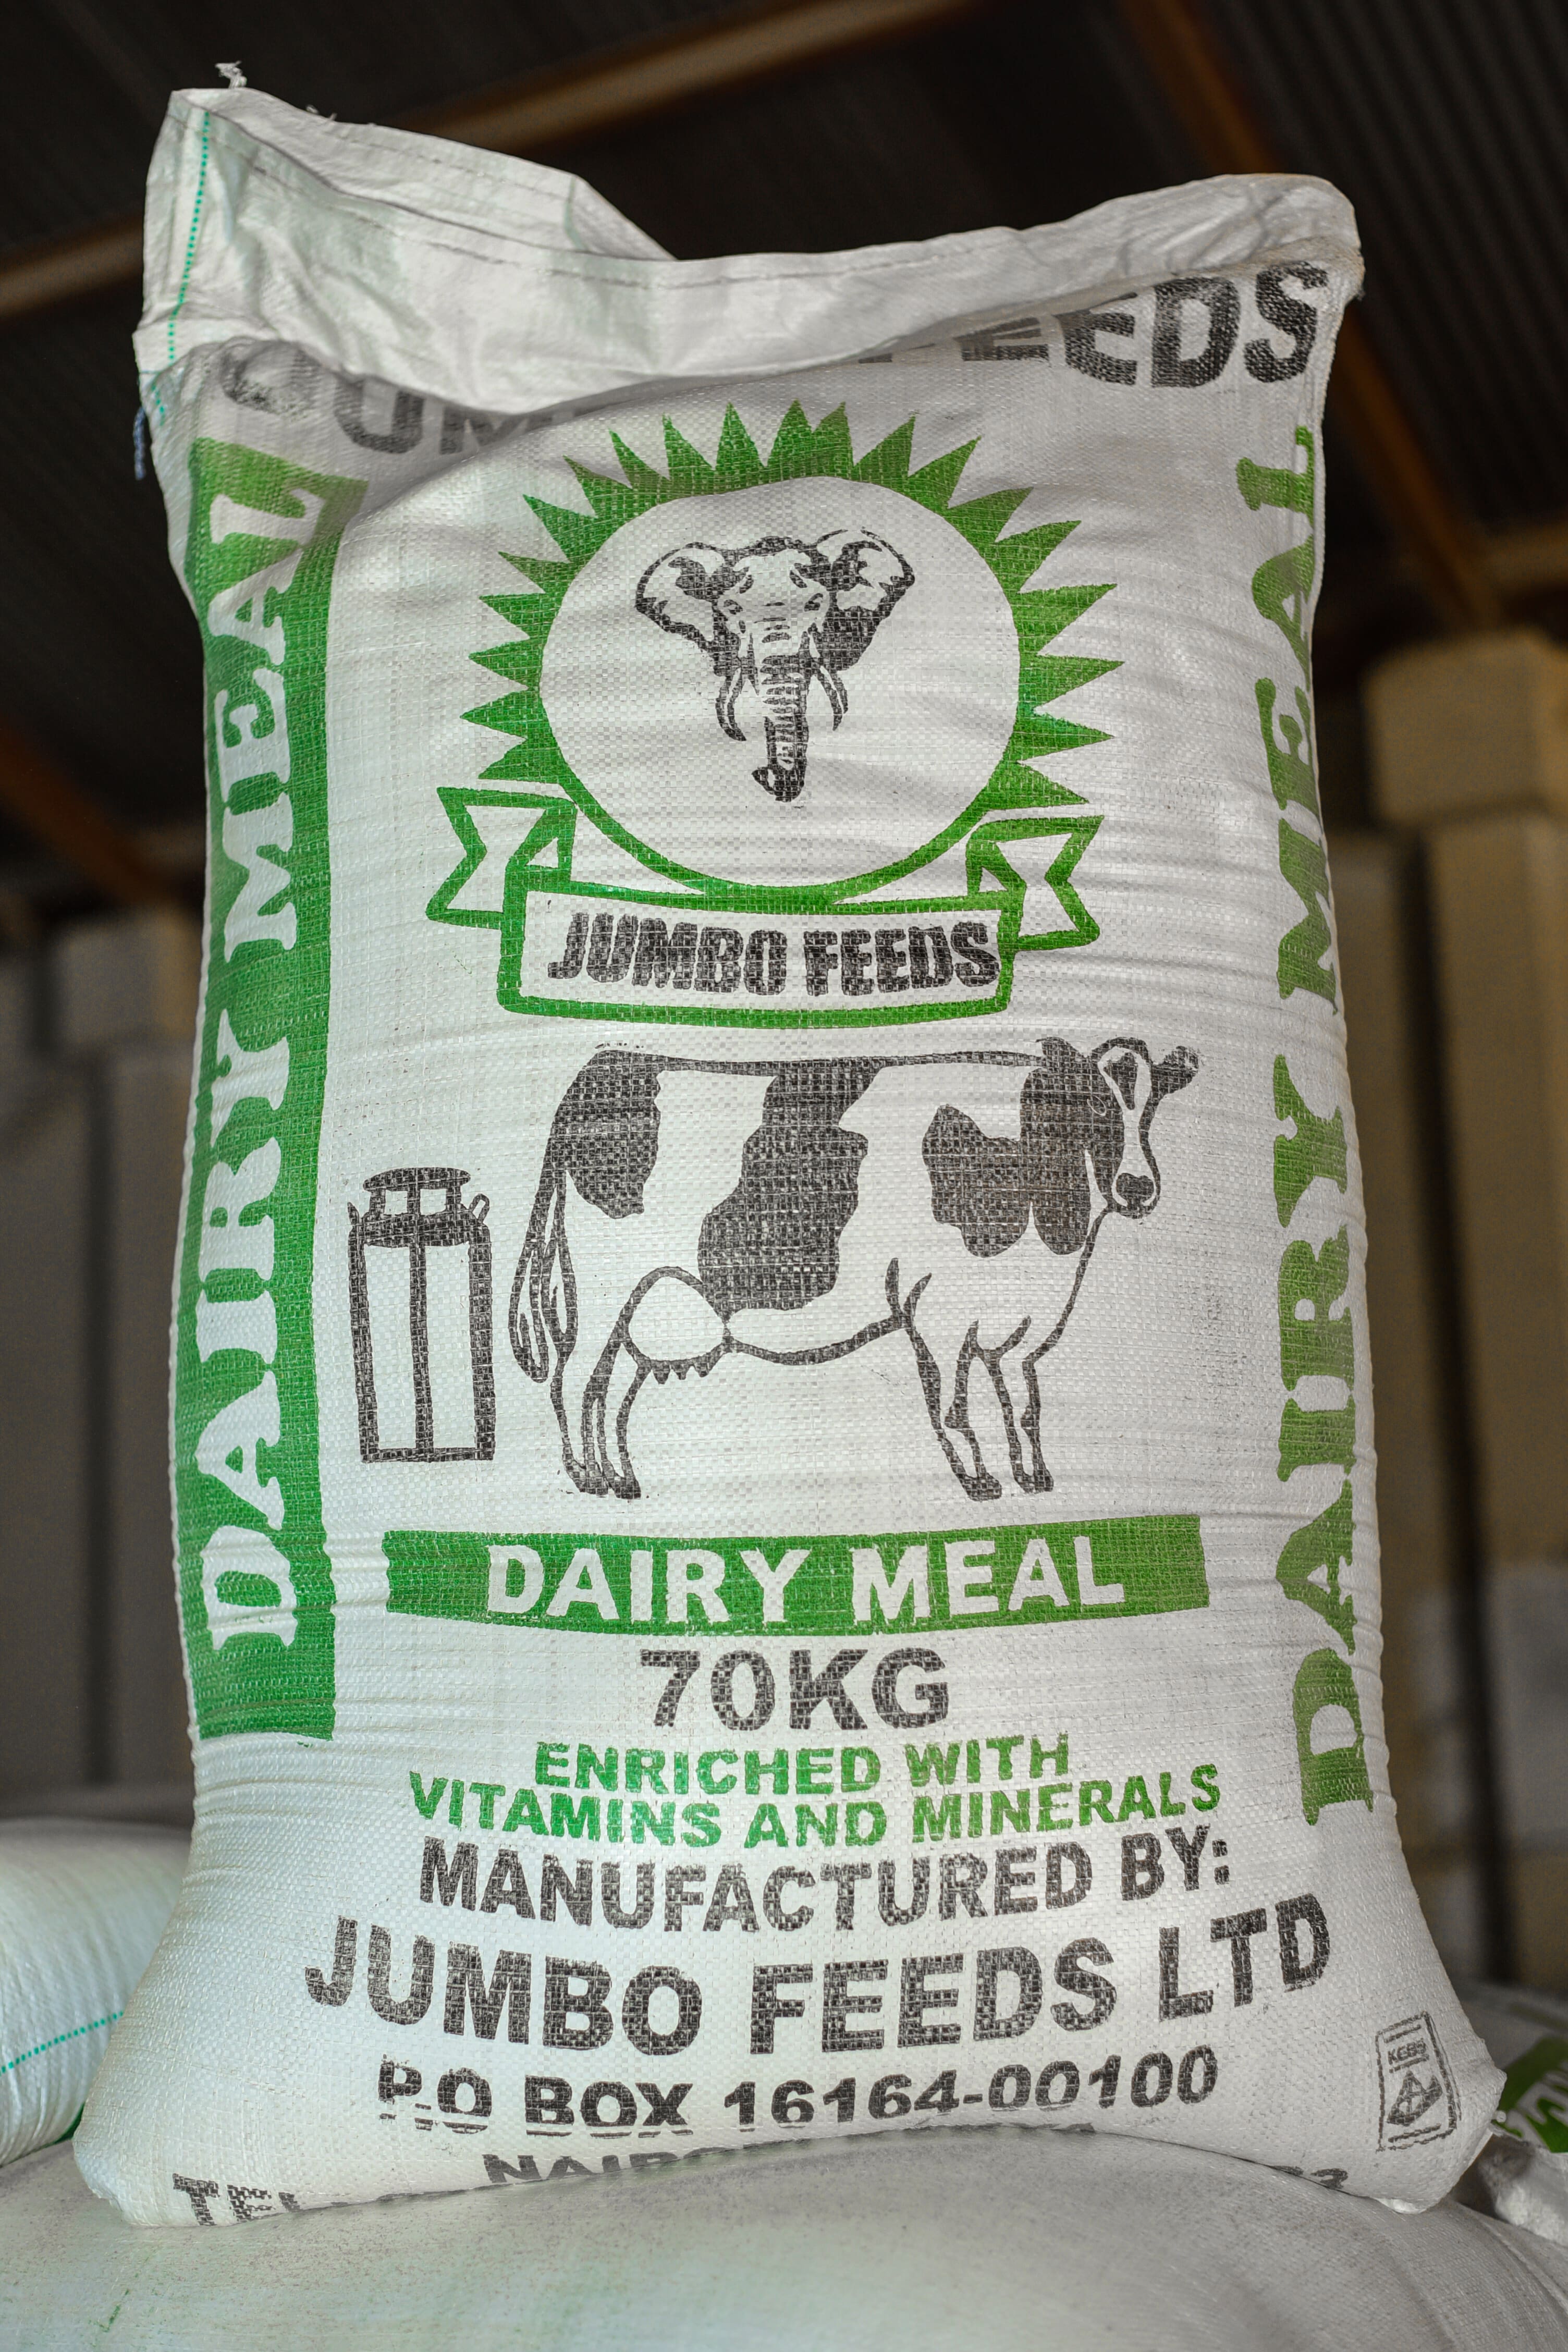 FEEDS
DAIRY MEAL
DAIRY MEAL
JUMBO FEEDS
DAIRY MEAL
70KG
ENRICHED WITH
VITAMINS AND MINERALS
MANUFACTURED BY:
JUMBO FEEDS LTD
P.O BOX 16164-00100